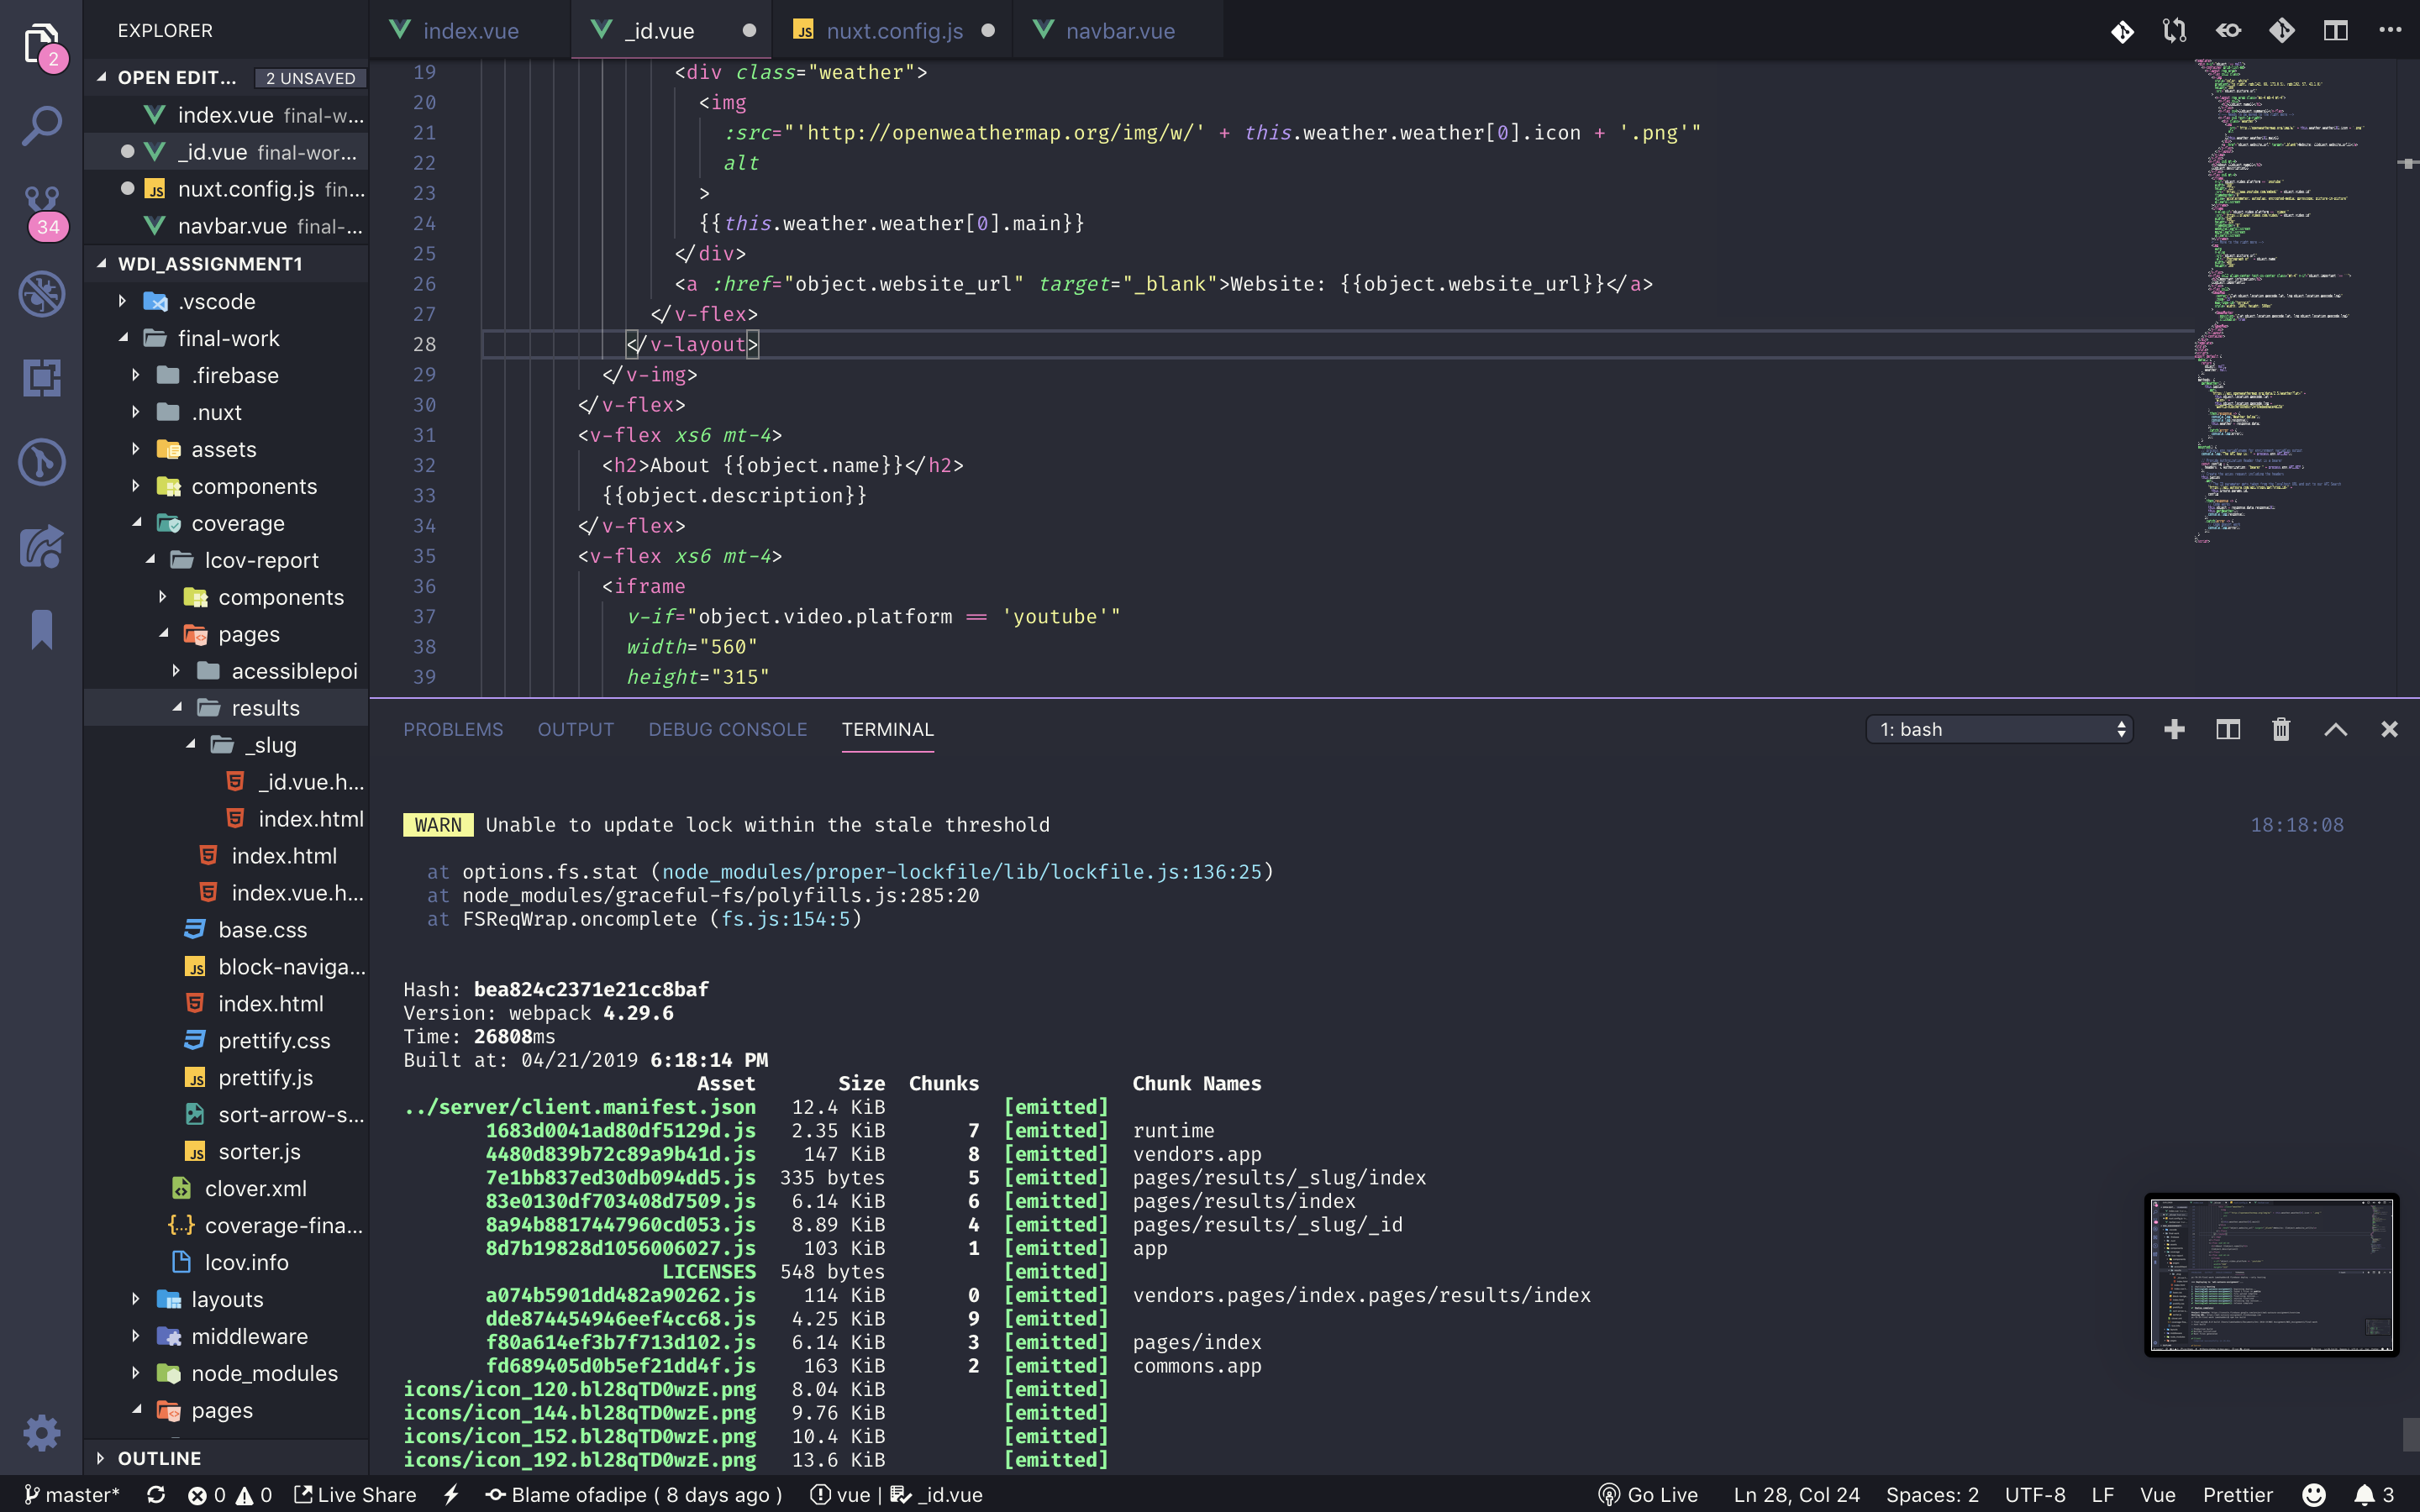 EXPLORER
OPEN EDIT... 2 UNSAVED
index.vue final-w...
_id.vue final-wor...
nuxt.config.js fin...
navbar.vue final-...
WDI_ASSIGNMENT1
.vscode
final-work
.firebase
.nuxt
assets
components
coverage
lcov-report
components
pages
acessiblepoi
results
_slug
_id.vue.h...
index.html
index.html
index.vue.h...
base.css
block-naviga...
index.html
prettify.css
prettify.js
sort-arrow-s...
sorter.js
clover.xml
coverage-fina...
lcov.info
layouts
middleware
node_modules
pages
OUTLINE
2
34
index.vue _id.vue nuxt.config.js navbar.vue
19 <div class="weather">
20 <img
21 :src="'http://openweathermap.org/img/w/' + this.weather.weather[0].icon + '.png'"
22 alt
23 >
24 {{this.weather.weather[0].main}}
25 </div>
26 <a :href="object.website_url" target="_blank">Website: {{object.website_url}}</a>
27 </v-flex>
28 </v-layout>
29 </v-img>
30 </v-flex>
31 <v-flex xs6 mt-4>
32 <h2>About {{object.name}}</h2>
33 {{object.description}}
34 </v-flex>
35 <v-flex xs6 mt-4>
36 <iframe
37 v-if="object.video.platform == 'youtube'"
38 width="560"
39 height="315"
PROBLEMS OUTPUT DEBUG CONSOLE TERMINAL 1: bash
WARN Unable to update lock within the stale threshold 18:18:08
at options.fs.stat (node_modules/proper-lockfile/lib/lockfile.js:136:25)
at node_modules/graceful-fs/polyfills.js:285:20
at FSReqWrap.oncomplete (fs.js:154:5)
Hash: bea824c2371e21cc8baf
Version: webpack 4.29.6
Time: 26808ms
Built at: 04/21/2019 6:18:14 PM
Asset Size Chunks Chunk Names
../server/client.manifest.json 12.4 KiB [emitted]
1683d0041ad80df5129d.js 2.35 KiB 7 [emitted] runtime
4480d839b72c89a9b41d.js 147 KiB 8 [emitted] vendors.app
7e1bb837ed30db094dd5.js 335 bytes 5 [emitted] pages/results/_slug/index
83e0130df703408d7509.js 6.14 KiB 6 [emitted] pages/results/index
8a94b8817447960cd053.js 8.89 KiB 4 [emitted] pages/results/_slug/_id
8d7b19828d1056006027.js 103 KiB 1 [emitted] app
LICENSES 548 bytes [emitted]
a074b5901dd482a90262.js 114 KiB 0 [emitted] vendors.pages/index.pages/results/index
dde874454946eef4cc68.js 4.25 KiB 9 [emitted]
f80a614ef3b7f713d102.js 6.14 KiB 3 [emitted] pages/index
fd689405d0b5ef21dd4f.js 163 KiB 2 [emitted] commons.app
icons/icon_120.bl28qTD0wzE.png 8.04 KiB [emitted]
icons/icon_144.bl28qTD0wzE.png 9.76 KiB [emitted]
icons/icon_152.bl28qTD0wzE.png 10.4 KiB [emitted]
icons/icon_192.bl28qTD0wzE.png 13.6 KiB [emitted]
master* 0 0 Live Share Blame ofadipe ( 8 days ago ) vue | _id.vue Go Live Ln 28, Col 24 Spaces: 2 UTF-8 LF Vue Prettier 3